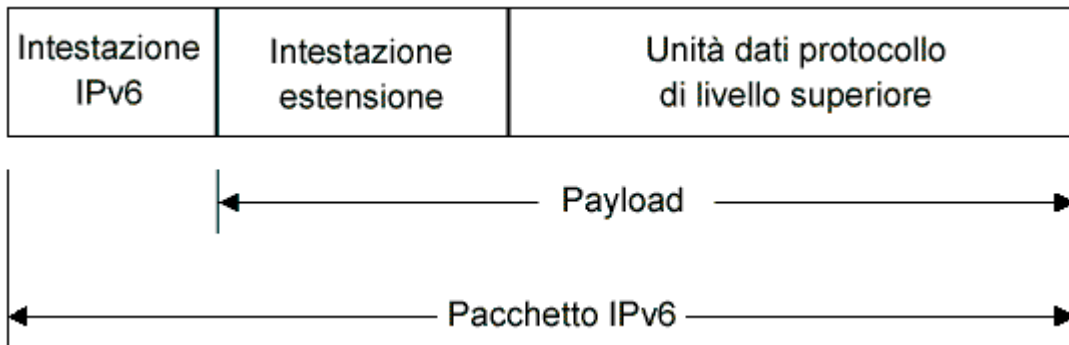 Intestazione
IPv6
Intestazione
estensione
Unità dati protocollo
di livello superiore
Payload
Pacchetto IPv6